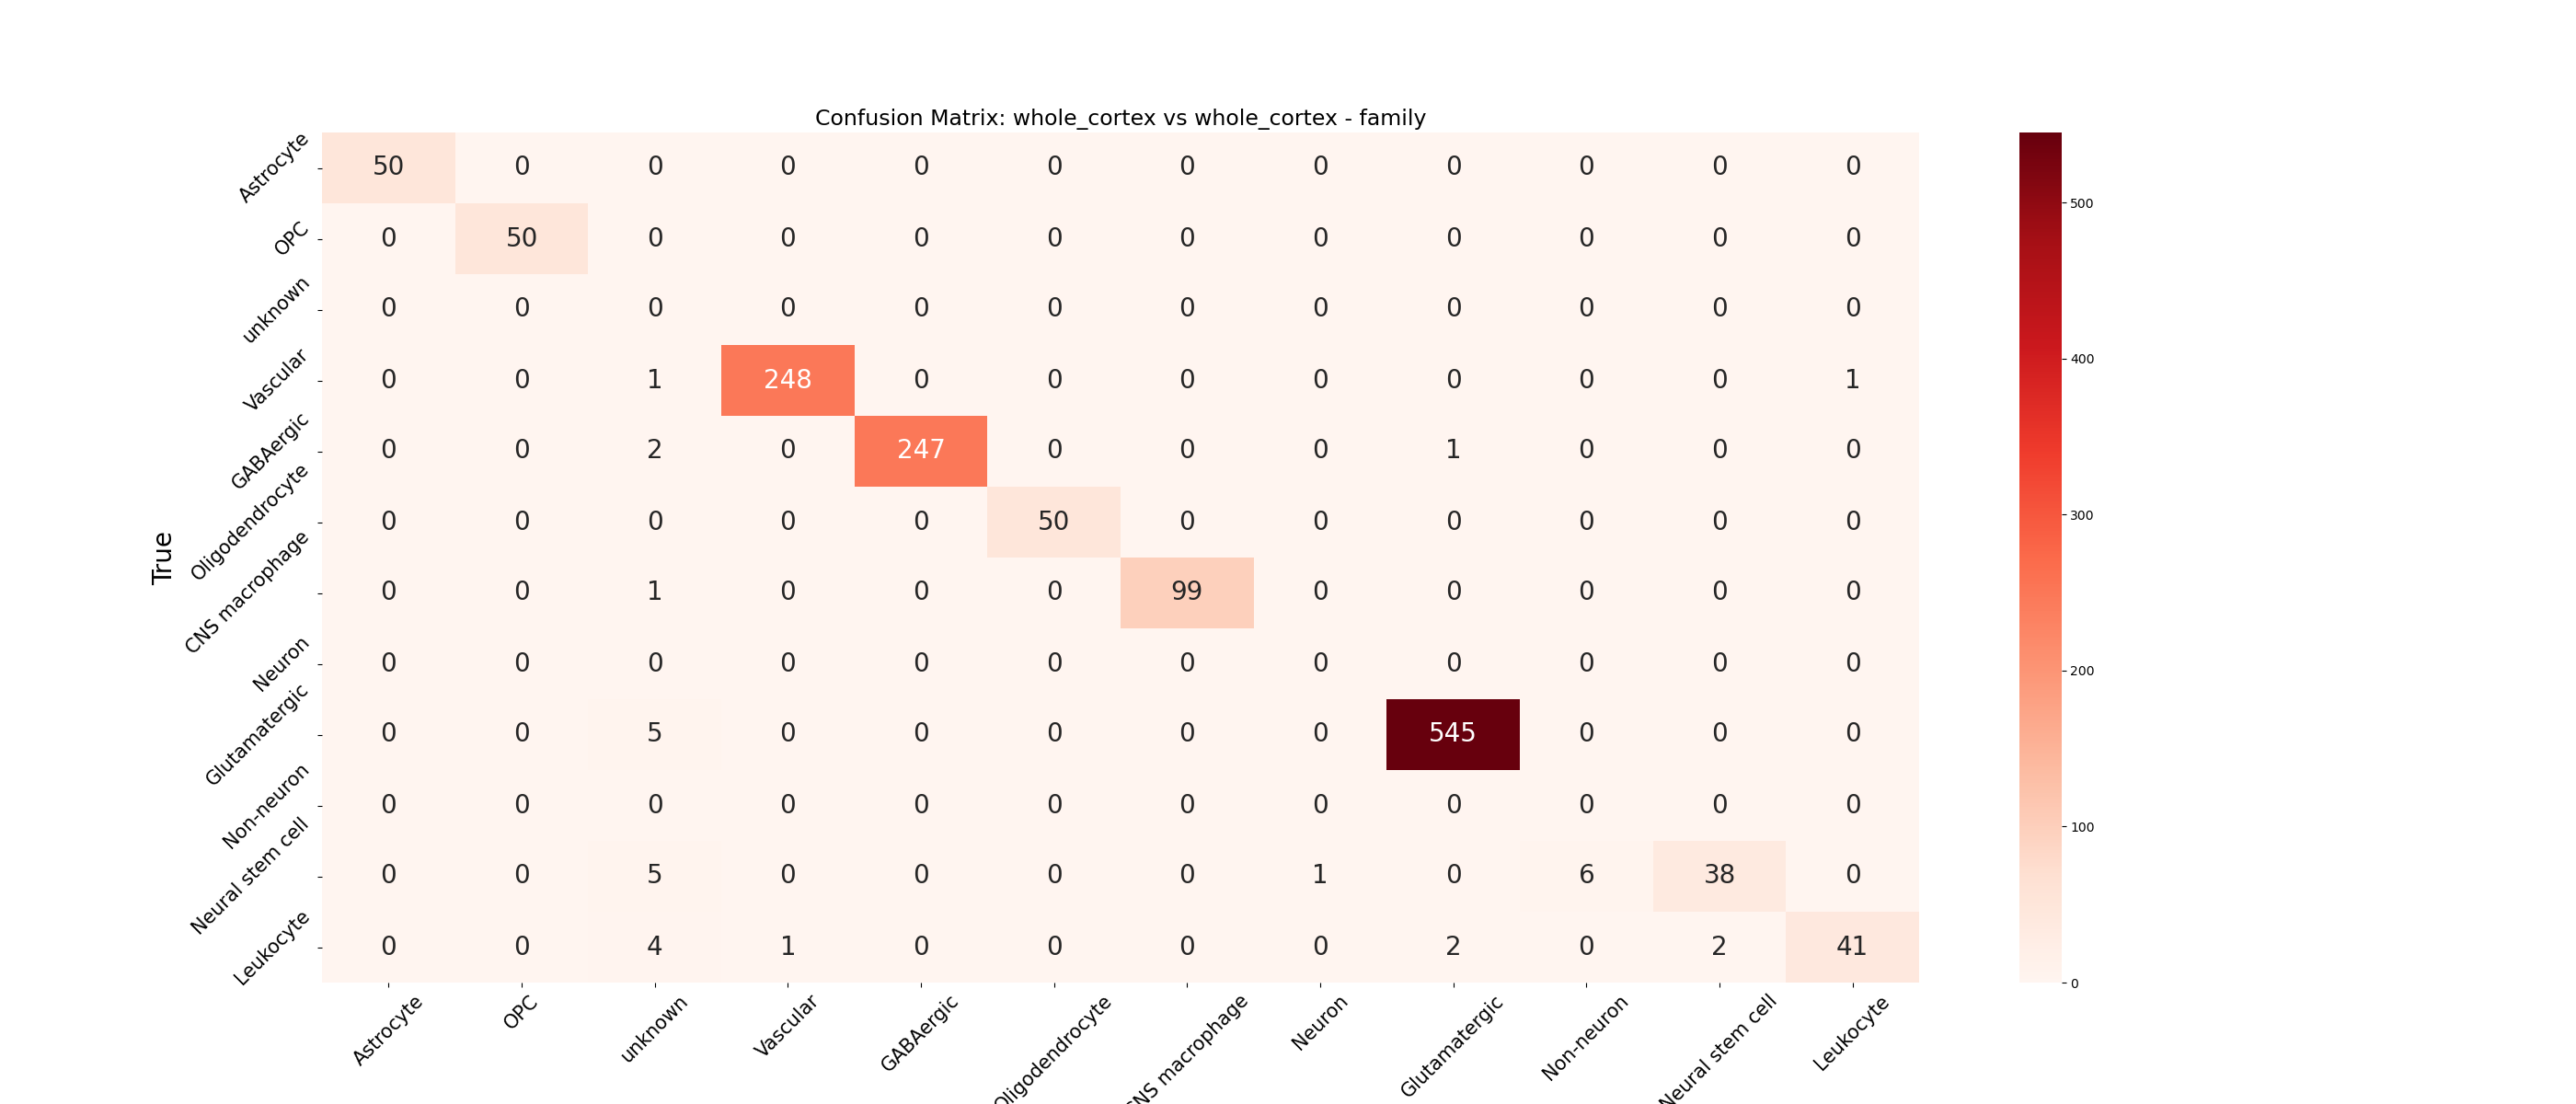 Confusion Matrix: whole_cortex vs whole_cortex - family
Astrocyte 50 0 0 0 0 0 0 0 0 0 0 0
OPC 0 50 0 0 0 0 0 0 0 0 0 0
unknown 0 0 0 0 0 0 0 0 0 0 0 0
Vascular 0 0 1 248 0 0 0 0 0 0 0 1
GABAergic 0 0 2 0 247 0 0 0 1 0 0 0
Oligodendrocyte 0 0 0 0 0 50 0 0 0 0 0 0
CNS macrophage 0 0 1 0 0 0 99 0 0 0 0 0
Neuron 0 0 0 0 0 0 0 0 0 0 0 0
Glutamatergic 0 0 5 0 0 0 0 0 545 0 0 0
Non-neuron 0 0 0 0 0 0 0 0 0 0 0 0
Neural stem cell 0 0 5 0 0 0 0 1 0 6 38 0
Leukocyte 0 0 4 1 0 0 0 0 2 0 2 41
True
Astrocyte
OPC
unknown
Vascular
GABAergic
Oligodendrocyte
CNS macrophage
Neuron
Glutamatergic
Non-neuron
Neural stem cell
Leukocyte
500
400
300
200
100
0